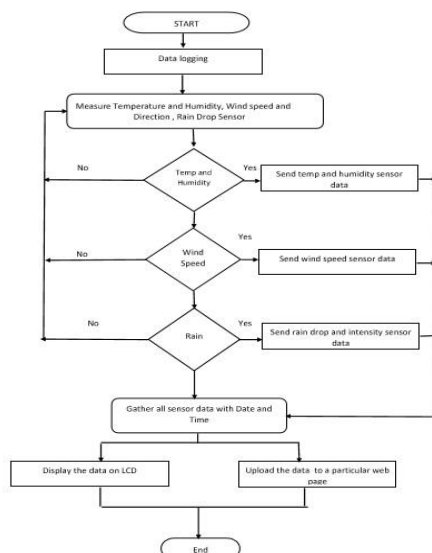 START
Data logging
Measure Temperature and Humidity, Wind speed and
Direction , Rain Drop Sensor
No
Temp and
Humidity
Yes
Send temp and humidity sensor
data
No
Wind
Speed
Yes
Send wind speed sensor data
No
Rain
Yes
Send rain drop and intensity sensor
data
Gather all sensor data with Date and
Time
Display the data on LCD
Upload the data to a particular web
page
End